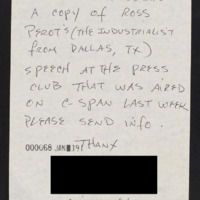 A COPY OF ROSS
PEROT'S (THE INDUSTRIALIST
FROM DALLAS, TX)
SPEECH AT THE PRESS
CLUB THAT WAS AIRED
ON C-SPAN LAST WEEK
PLEASE SEND INFO.
000068 JAN 19 THANX